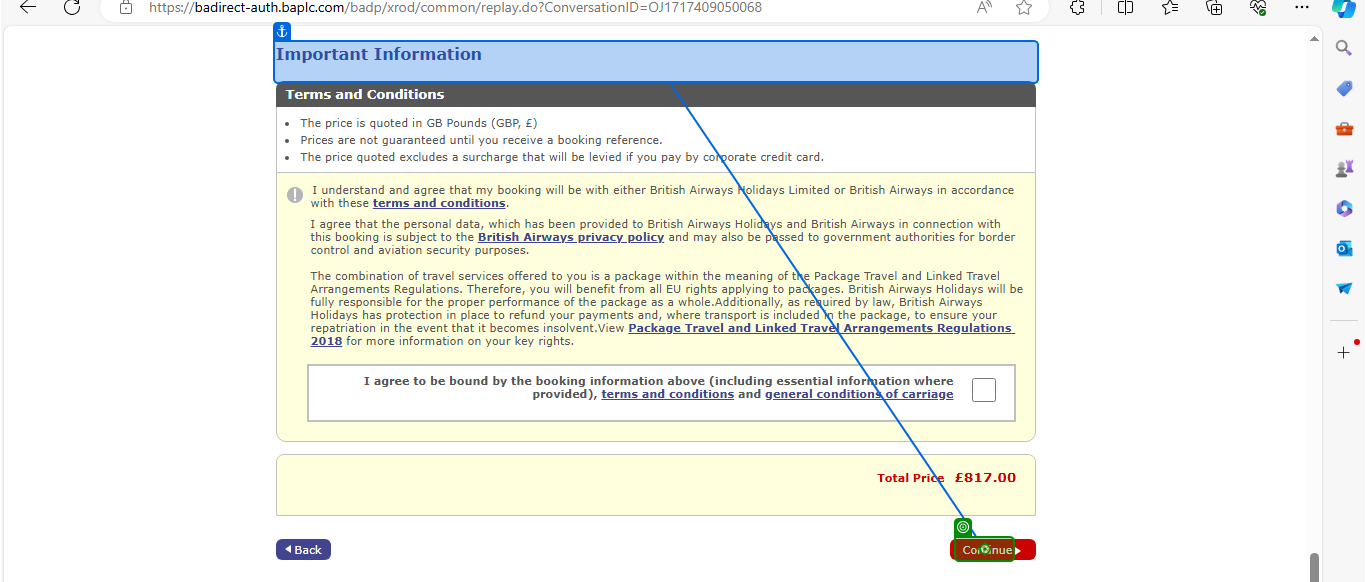 https://badirect-auth.baplc.com/badp/xrod/common/replay.do?ConversationID=OJ1717409050068
Important Information
Terms and Conditions
The price is quoted in GB Pounds (GBP, £)
Prices are not guaranteed until you receive a booking reference.
The price quoted excludes a surcharge that will be levied if you pay by corporate credit card.
I understand and agree that my booking will be with either British Airways Holidays Limited or British Airways in accordance
with these terms and conditions.
I agree that the personal data, which has been provided to British Airways Holidays and British Airways in connection with
this booking is subject to the British Airways privacy policy and may also be passed to government authorities for border
control and aviation security purposes.
The combination of travel services offered to you is a package within the meaning of the Package Travel and Linked Travel
Arrangements Regulations. Therefore, you will benefit from all EU rights applying to packages. British Airways Holidays will be
fully responsible for the proper performance of the package as a whole.Additionally, as required by law, British Airways
Holidays has protection in place to refund your payments and, where transport is included in the package, to ensure your
repatriation in the event that it becomes insolvent.View Package Travel and Linked Travel Arrangements Regulations
2018 for more information on your key rights.
I agree to be bound by the booking information above (including essential information where
provided), terms and conditions and general conditions of carriage
Total Price £817.00
Back
Continue